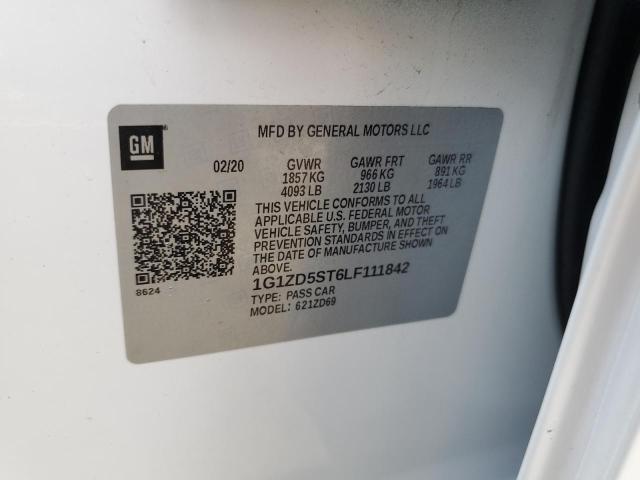 GM
MFD BY GENERAL MOTORS LLC
02/20 GVWR GAWR FRT GAWR RR
1857 KG 966 KG 891 KG
4093 LB 2130 LB 1964 LB
THIS VEHICLE CONFORMS TO ALL
APPLICABLE U.S. FEDERAL MOTOR
VEHICLE SAFETY, BUMPER, AND THEFT
PREVENTION STANDARDS IN EFFECT ON
THE DATE OF MANUFACTURE SHOWN
ABOVE.
1G1ZD5ST6LF111842
TYPE: PASS CAR
MODEL: 621ZD69
8624